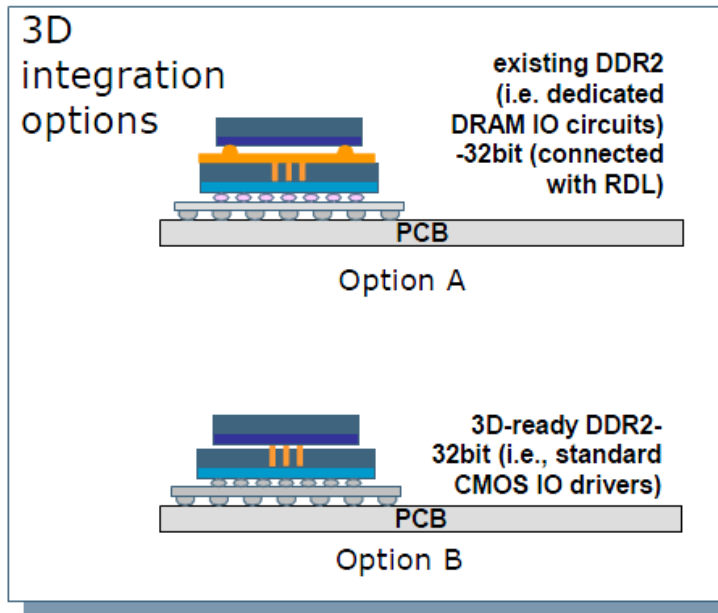 3D
integration
options
existing DDR2
(i.e. dedicated
DRAM IO circuits)
-32bit (connected
with RDL)
PCB
Option A
3D-ready DDR2-
32bit (i.e., standard
CMOS IO drivers)
PCB
Option B